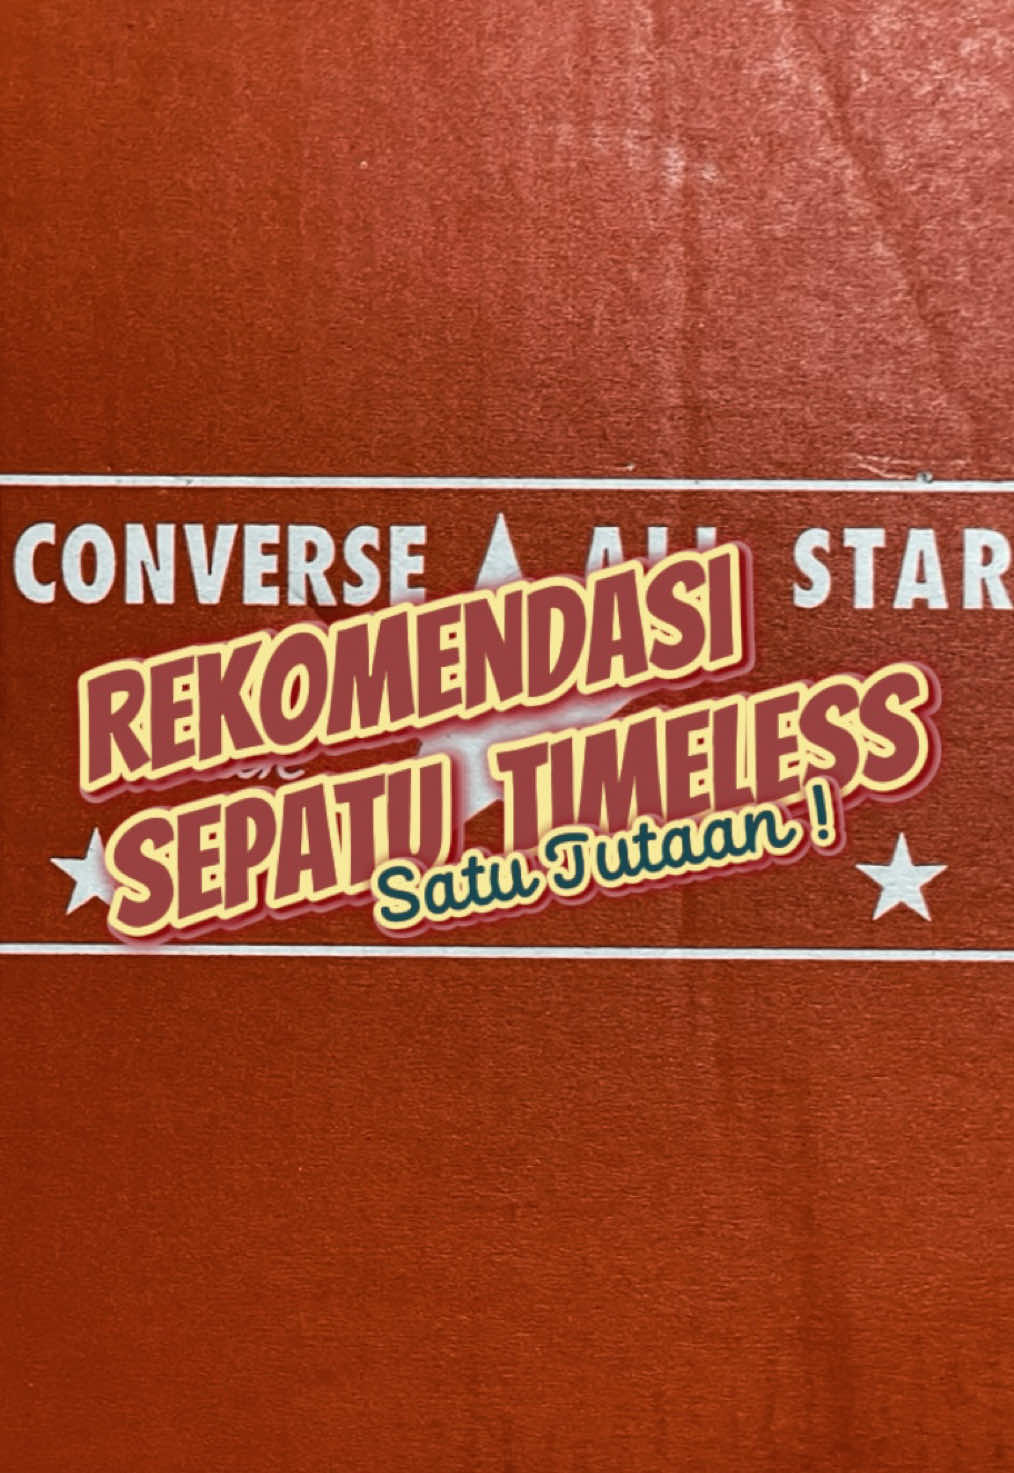 CONVERSE ALL STAR
REKOMENDASI
SEPATU TIMELESS
Satu Jutaan !